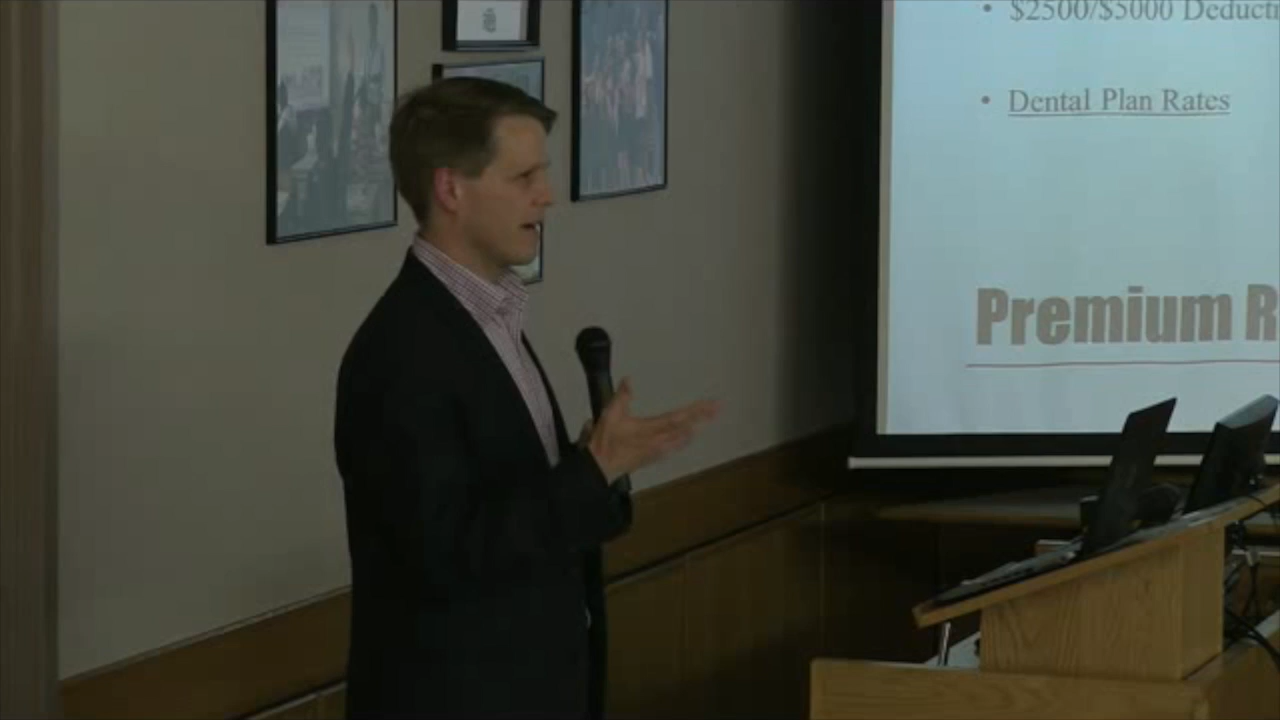 • $2500/$5000 Deducti
• Dental Plan Rates
Premium R